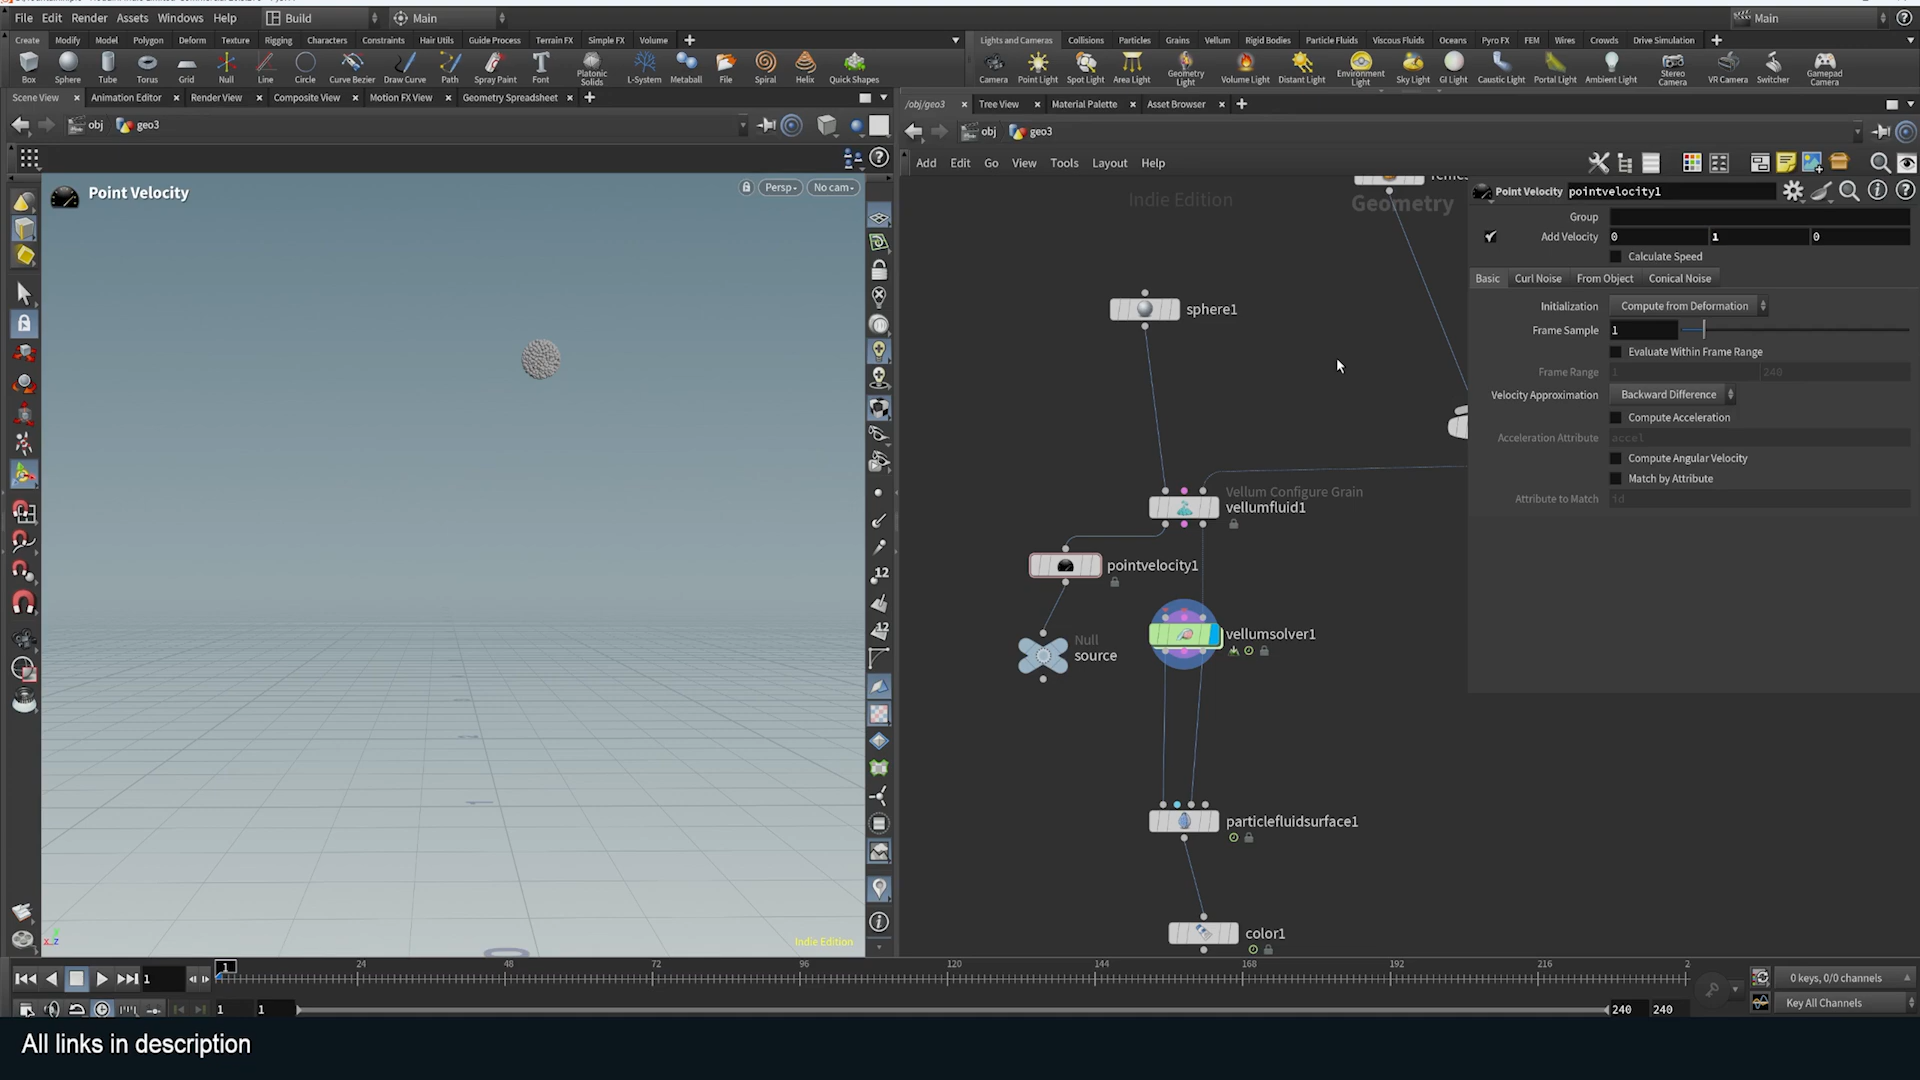 File Edit Render Assets Windows Help Build Main Main
Create Modify Model Polygon Deform Texture Rigging Characters Constraints Hair Utils Guide Process Terrain FX Simple FX Volume
Lights and Cameras Collisions Particles Grains Vellum Rigid Bodies Particle Fluids Viscous Fluids Oceans Pyro FX FEM Wires Crowds Drive Simulation
Box Sphere Tube Torus Grid Null Line Circle Curve Bezier Draw Curve Path Spray Paint Font Platonic Solids L-System Metaball File Spiral Helix Quick Shapes
Camera Point Light Spot Light Area Light Geometry Light Volume Light Distant Light Environment Light Sky Light GI Light Caustic Light Portal Light Ambient Light Stereo Camera VR Camera Switcher Gamepad Camera
Scene View Animation Editor Render View Composite View Motion FX View Geometry Spreadsheet
/obj/geo3 Tree View Material Palette Asset Browser
obj geo3
obj geo3
Add Edit Go View Tools Layout Help
Point Velocity
Persp No cam
Indie Edition
Geometry
Point Velocity pointvelocity1
Group
Add Velocity 0 1 0
Calculate Speed
Basic Curl Noise From Object Conical Noise
Initialization Compute from Deformation
Frame Sample 1
Evaluate Within Frame Range
Frame Range 1 240
Velocity Approximation Backward Difference
Compute Acceleration
Acceleration Attribute accel
Compute Angular Velocity
Match by Attribute
Attribute to Match id
sphere1
Vellum Configure Grain
vellumfluid1
pointvelocity1
Null
source
vellumsolver1
particlefluidsurface1
color1
12
12
Indie Edition
1 1 24 48 72 96 120 144 168 192 216 2
0 keys, 0/0 channels
1 1 240 240
Key All Channels
All links in description